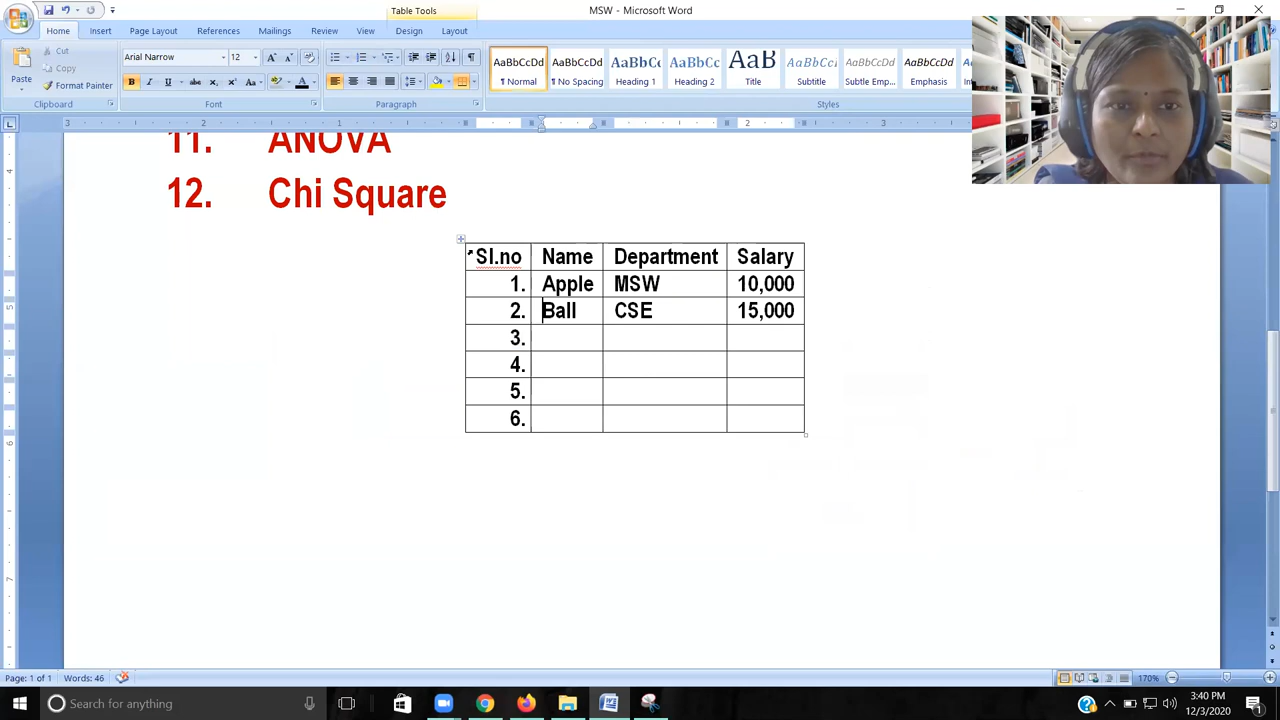 Table Tools
MSW - Microsoft Word
Home Insert Page Layout References Mailings Review View Design Layout
Paste
Cut
Copy
Format Painter
Clipboard
Arial Narrow 12
Font
Paragraph
AaBbCcDd AaBbCcDd AaBbCc AaBbCc AaB AaBbCcL AaBbCcDd AaBbCcDd
¶ Normal ¶ No Spacing Heading 1 Heading 2 Title Subtitle Subtle Emp... Emphasis
Styles
11. ANOVA
12. Chi Square
Sl.no Name Department Salary
1. Apple MSW 10,000
2. Ball CSE 15,000
3.
4.
5.
6.
Page: 1 of 1 Words: 46 170%
Search for anything
3:40 PM
12/3/2020